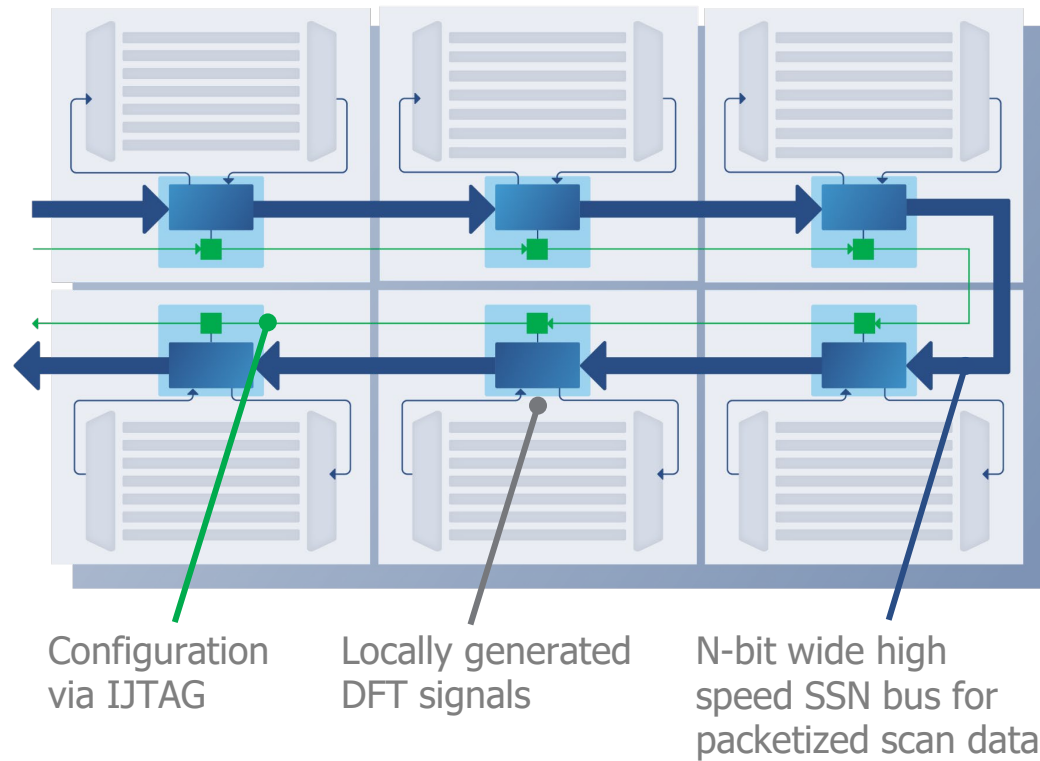 Configuration
via IJTAG
Locally generated
DFT signals
N-bit wide high
speed SSN bus for
packetized scan data